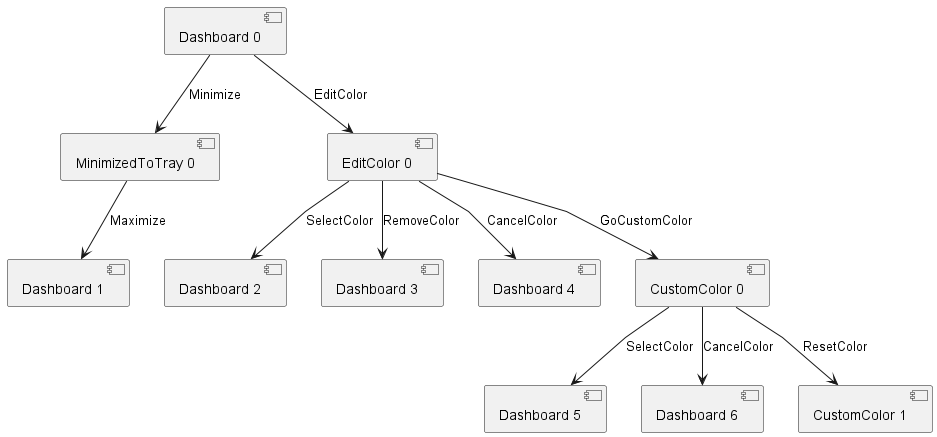 Dashboard 0
Minimize
EditColor
MinimizedToTray 0
EditColor 0
Maximize
SelectColor
RemoveColor
CancelColor
GoCustomColor
Dashboard 1
Dashboard 2
Dashboard 3
Dashboard 4
CustomColor 0
SelectColor
CancelColor
ResetColor
Dashboard 5
Dashboard 6
CustomColor 1